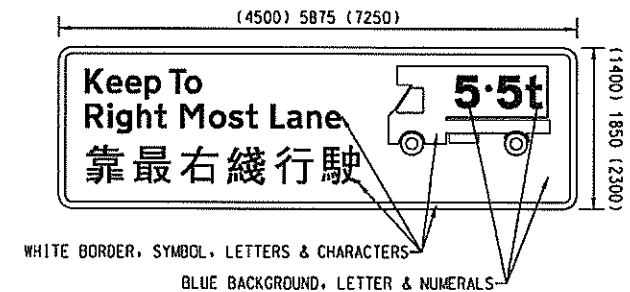 (4500) 5875 (7250)
Keep To
Right Most Lane
靠最右綫行駛
5·5t
(1400) 1850 (2300)
WHITE BORDER, SYMBOL, LETTERS & CHARACTERS
BLUE BACKGROUND, LETTER & NUMERALS